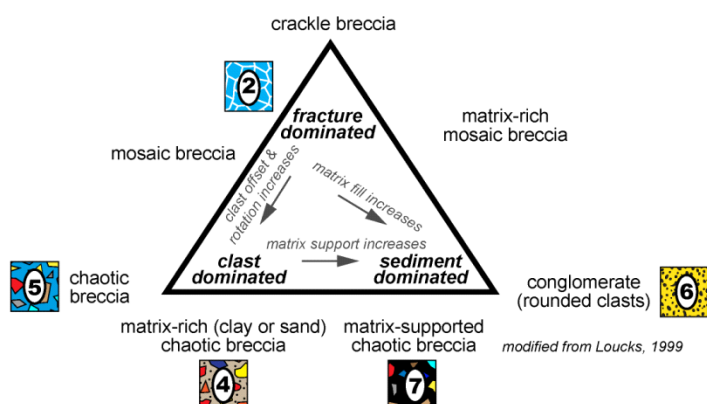 crackle breccia
2
fracture
dominated
matrix-rich
mosaic breccia
mosaic breccia
clast offset &
rotation increases
matrix fill increases
matrix support increases
clast
dominated
sediment
dominated
5
chaotic
breccia
conglomerate
(rounded clasts)
6
matrix-rich (clay or sand)
chaotic breccia
matrix-supported
chaotic breccia
modified from Loucks, 1999
4
7